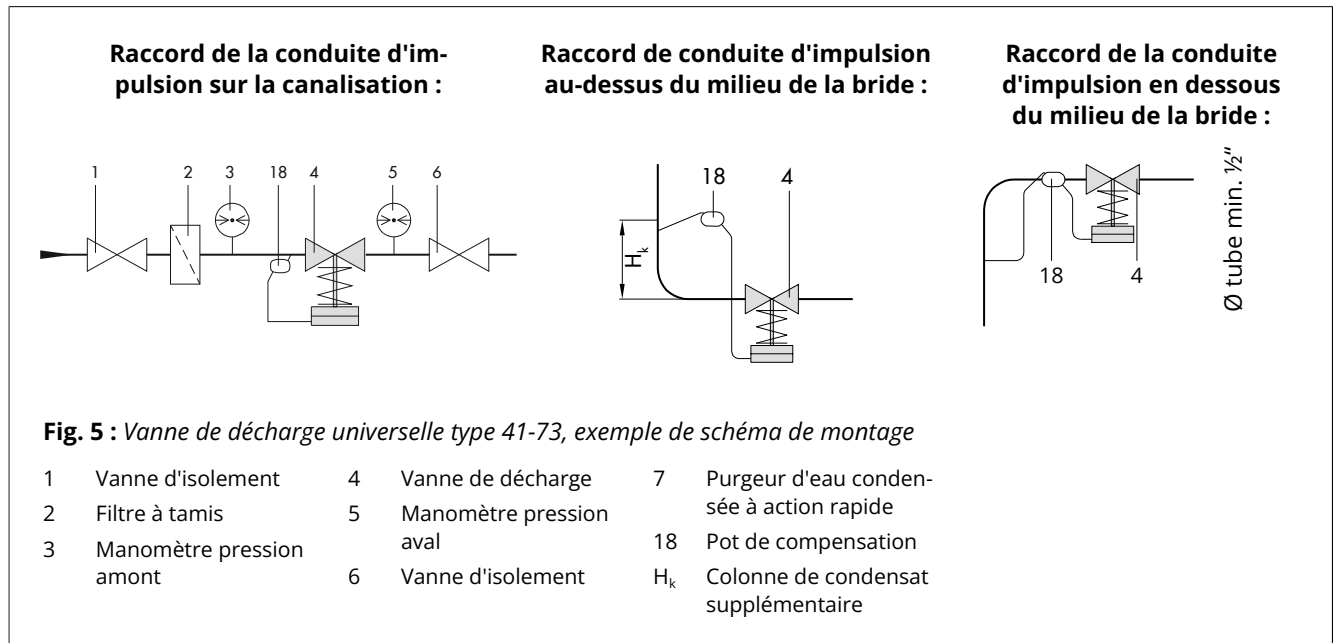 Raccord de la conduite d'im-
pulsion sur la canalisation :
Raccord de conduite d'impulsion
au-dessus du milieu de la bride :
Raccord de la conduite
d'impulsion en dessous
du milieu de la bride :
1 2 3 18 4 5 6
18 4
H_k
18 4
Ø tube min. ½“
Fig. 5 : Vanne de décharge universelle type 41-73, exemple de schéma de montage
1 Vanne d'isolement
2 Filtre à tamis
3 Manomètre pression
amont
4 Vanne de décharge
5 Manomètre pression
aval
6 Vanne d'isolement
7 Purgeur d'eau conden-
sée à action rapide
18 Pot de compensation
H_k Colonne de condensat
supplémentaire